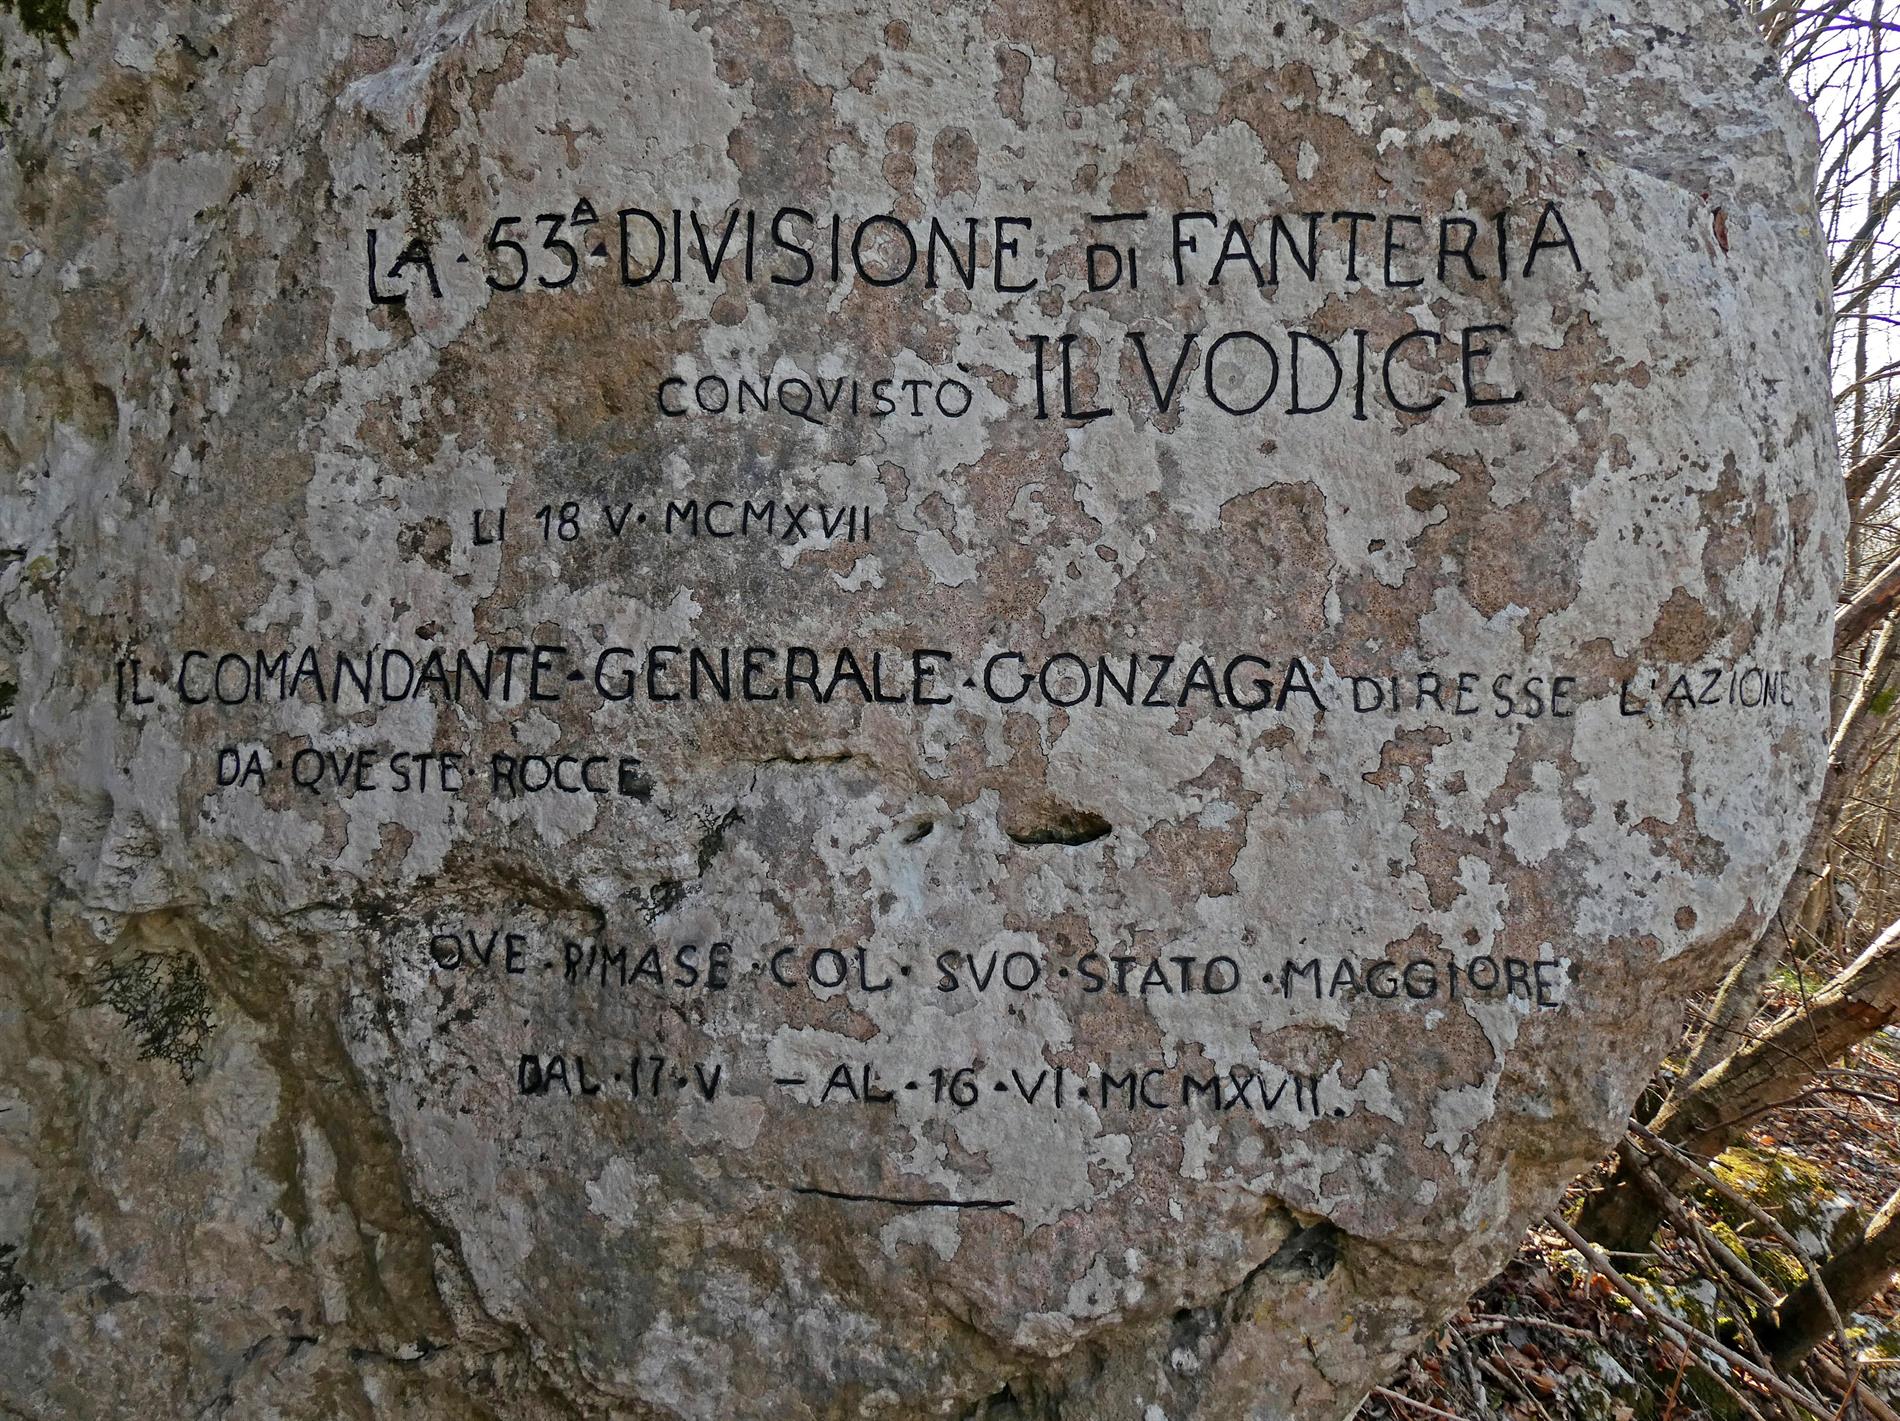 LA · 53ᴬ · DIVISIONE DI FANTERIA
CONQVISTÒ IL VODICE
LI 18 V · MCMXVII
IL COMANDANTE · GENERALE · GONZAGA DIRESSE L'AZIONE
DA · QVESTE · ROCCE
OVE · RIMASE · COL · SVO · STATO · MAGGIORE
DAL · 17 · V – AL · 16 · VI · MCMXVII.